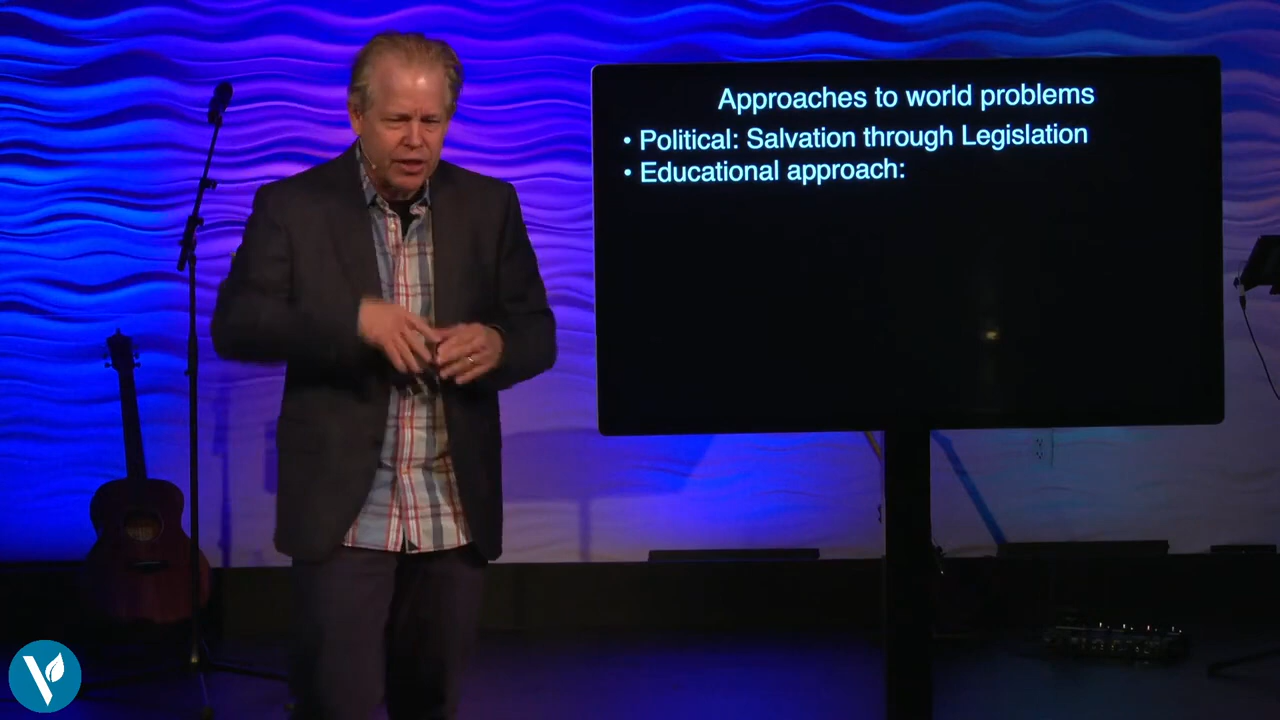 Approaches to world problems
• Political: Salvation through Legislation
• Educational approach: